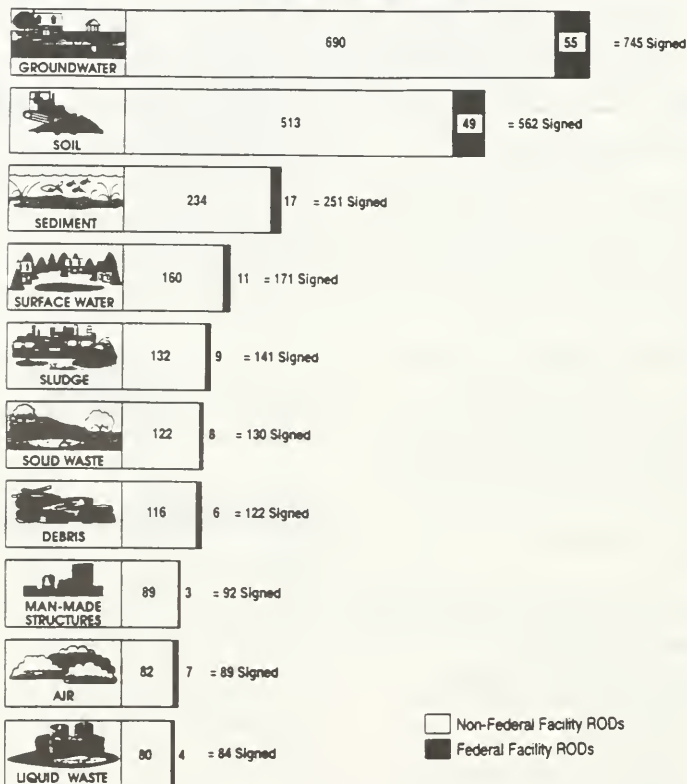 690 55 = 745 Signed
GROUNDWATER
513 49 = 562 Signed
SOIL
234 17 = 251 Signed
SEDIMENT
160 11 = 171 Signed
SURFACE WATER
132 9 = 141 Signed
SLUDGE
122 8 = 130 Signed
SOLID WASTE
116 6 = 122 Signed
DEBRIS
89 3 = 92 Signed
MAN-MADE
STRUCTURES
82 7 = 89 Signed
AIR
Non-Federal Facility RODs
80 4 = 84 Signed
Federal Facility RODs
LIQUID WASTE